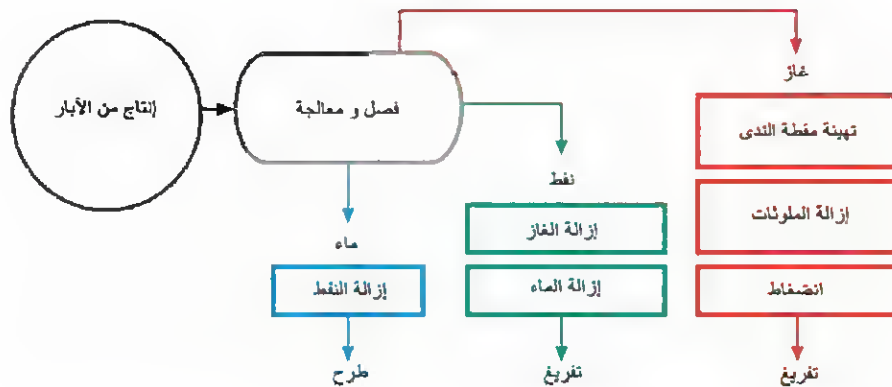 إنتاج من الآبار
فصل و معالجة
غاز
تهيئة مقطة الندى
إزالة الملوثات
انضغاط
تفريغ
نفط
إزالة الغاز
إزالة الماء
تفريغ
ماء
إزالة النفط
طرح